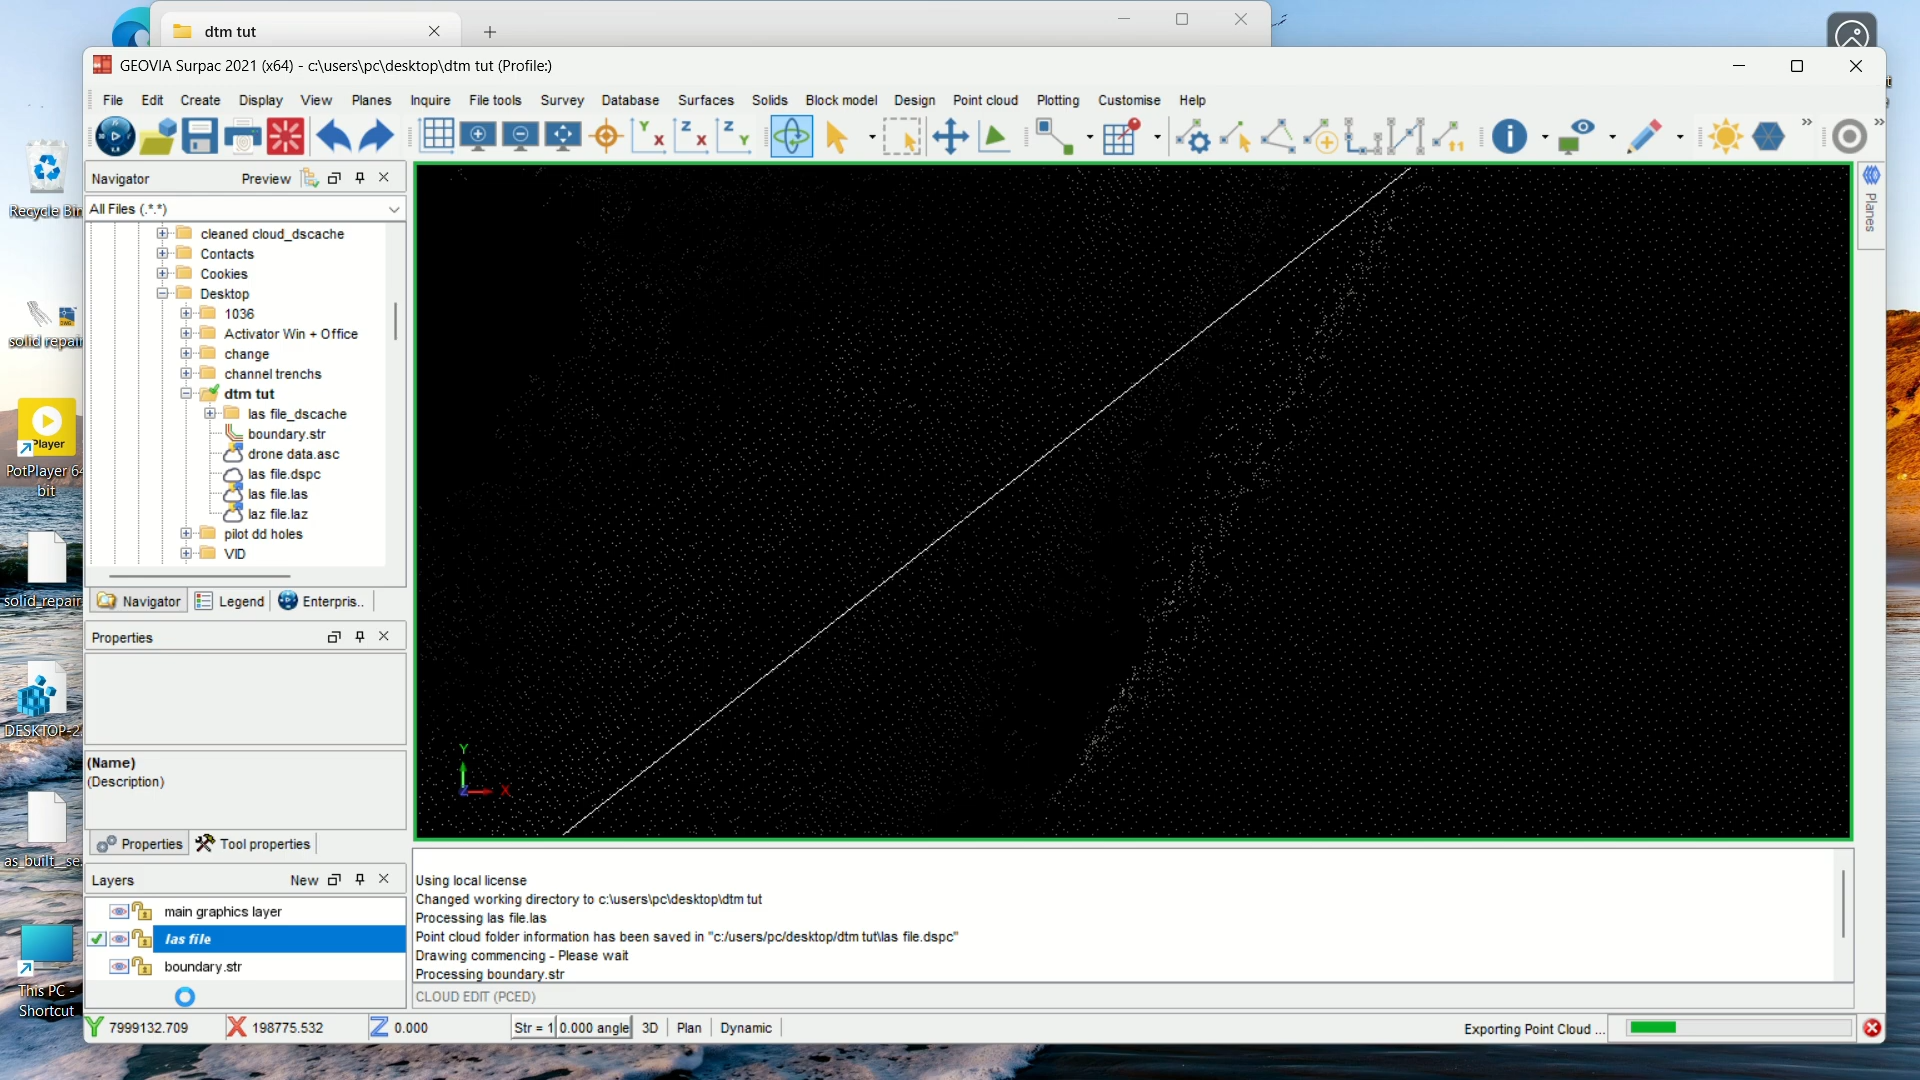 dtm tut
GEOVIA Surpac 2021 (x64) - c:\users\pc\desktop\dtm tut (Profile:)
File Edit Create Display View Planes Inquire File tools Survey Database Surfaces Solids Block model Design Point cloud Plotting Customise Help
Navigator Preview
All Files (*.*)
cleaned cloud_dscache
Contacts
Cookies
Desktop
1036
Activator Win + Office
change
channel trenchs
dtm tut
las file_dscache
boundary.str
drone data.asc
las file.dspc
las file.las
laz file.laz
pilot dd holes
VID
Navigator Legend Enterpris..
Properties
(Name)
(Description)
Properties Tool properties
Layers New
main graphics layer
las file
boundary.str
Planes
Y
X
Z
Using local license
Changed working directory to c:\users\pc\desktop\dtm tut
Processing las file.las
Point cloud folder information has been saved in "c:/users/pc/desktop/dtm tut\las file.dspc"
Drawing commencing - Please wait
Processing boundary.str
CLOUD EDIT (PCED)
Y 7999132.709 X 198775.532 Z 0.000 Str = 1 0.000 angle 3D Plan Dynamic Exporting Point Cloud ...
Recycle Bin
solid repair
Player
PotPlayer 64
bit
solid_repair
DESKTOP-2
as_built_se
This PC -
Shortcut